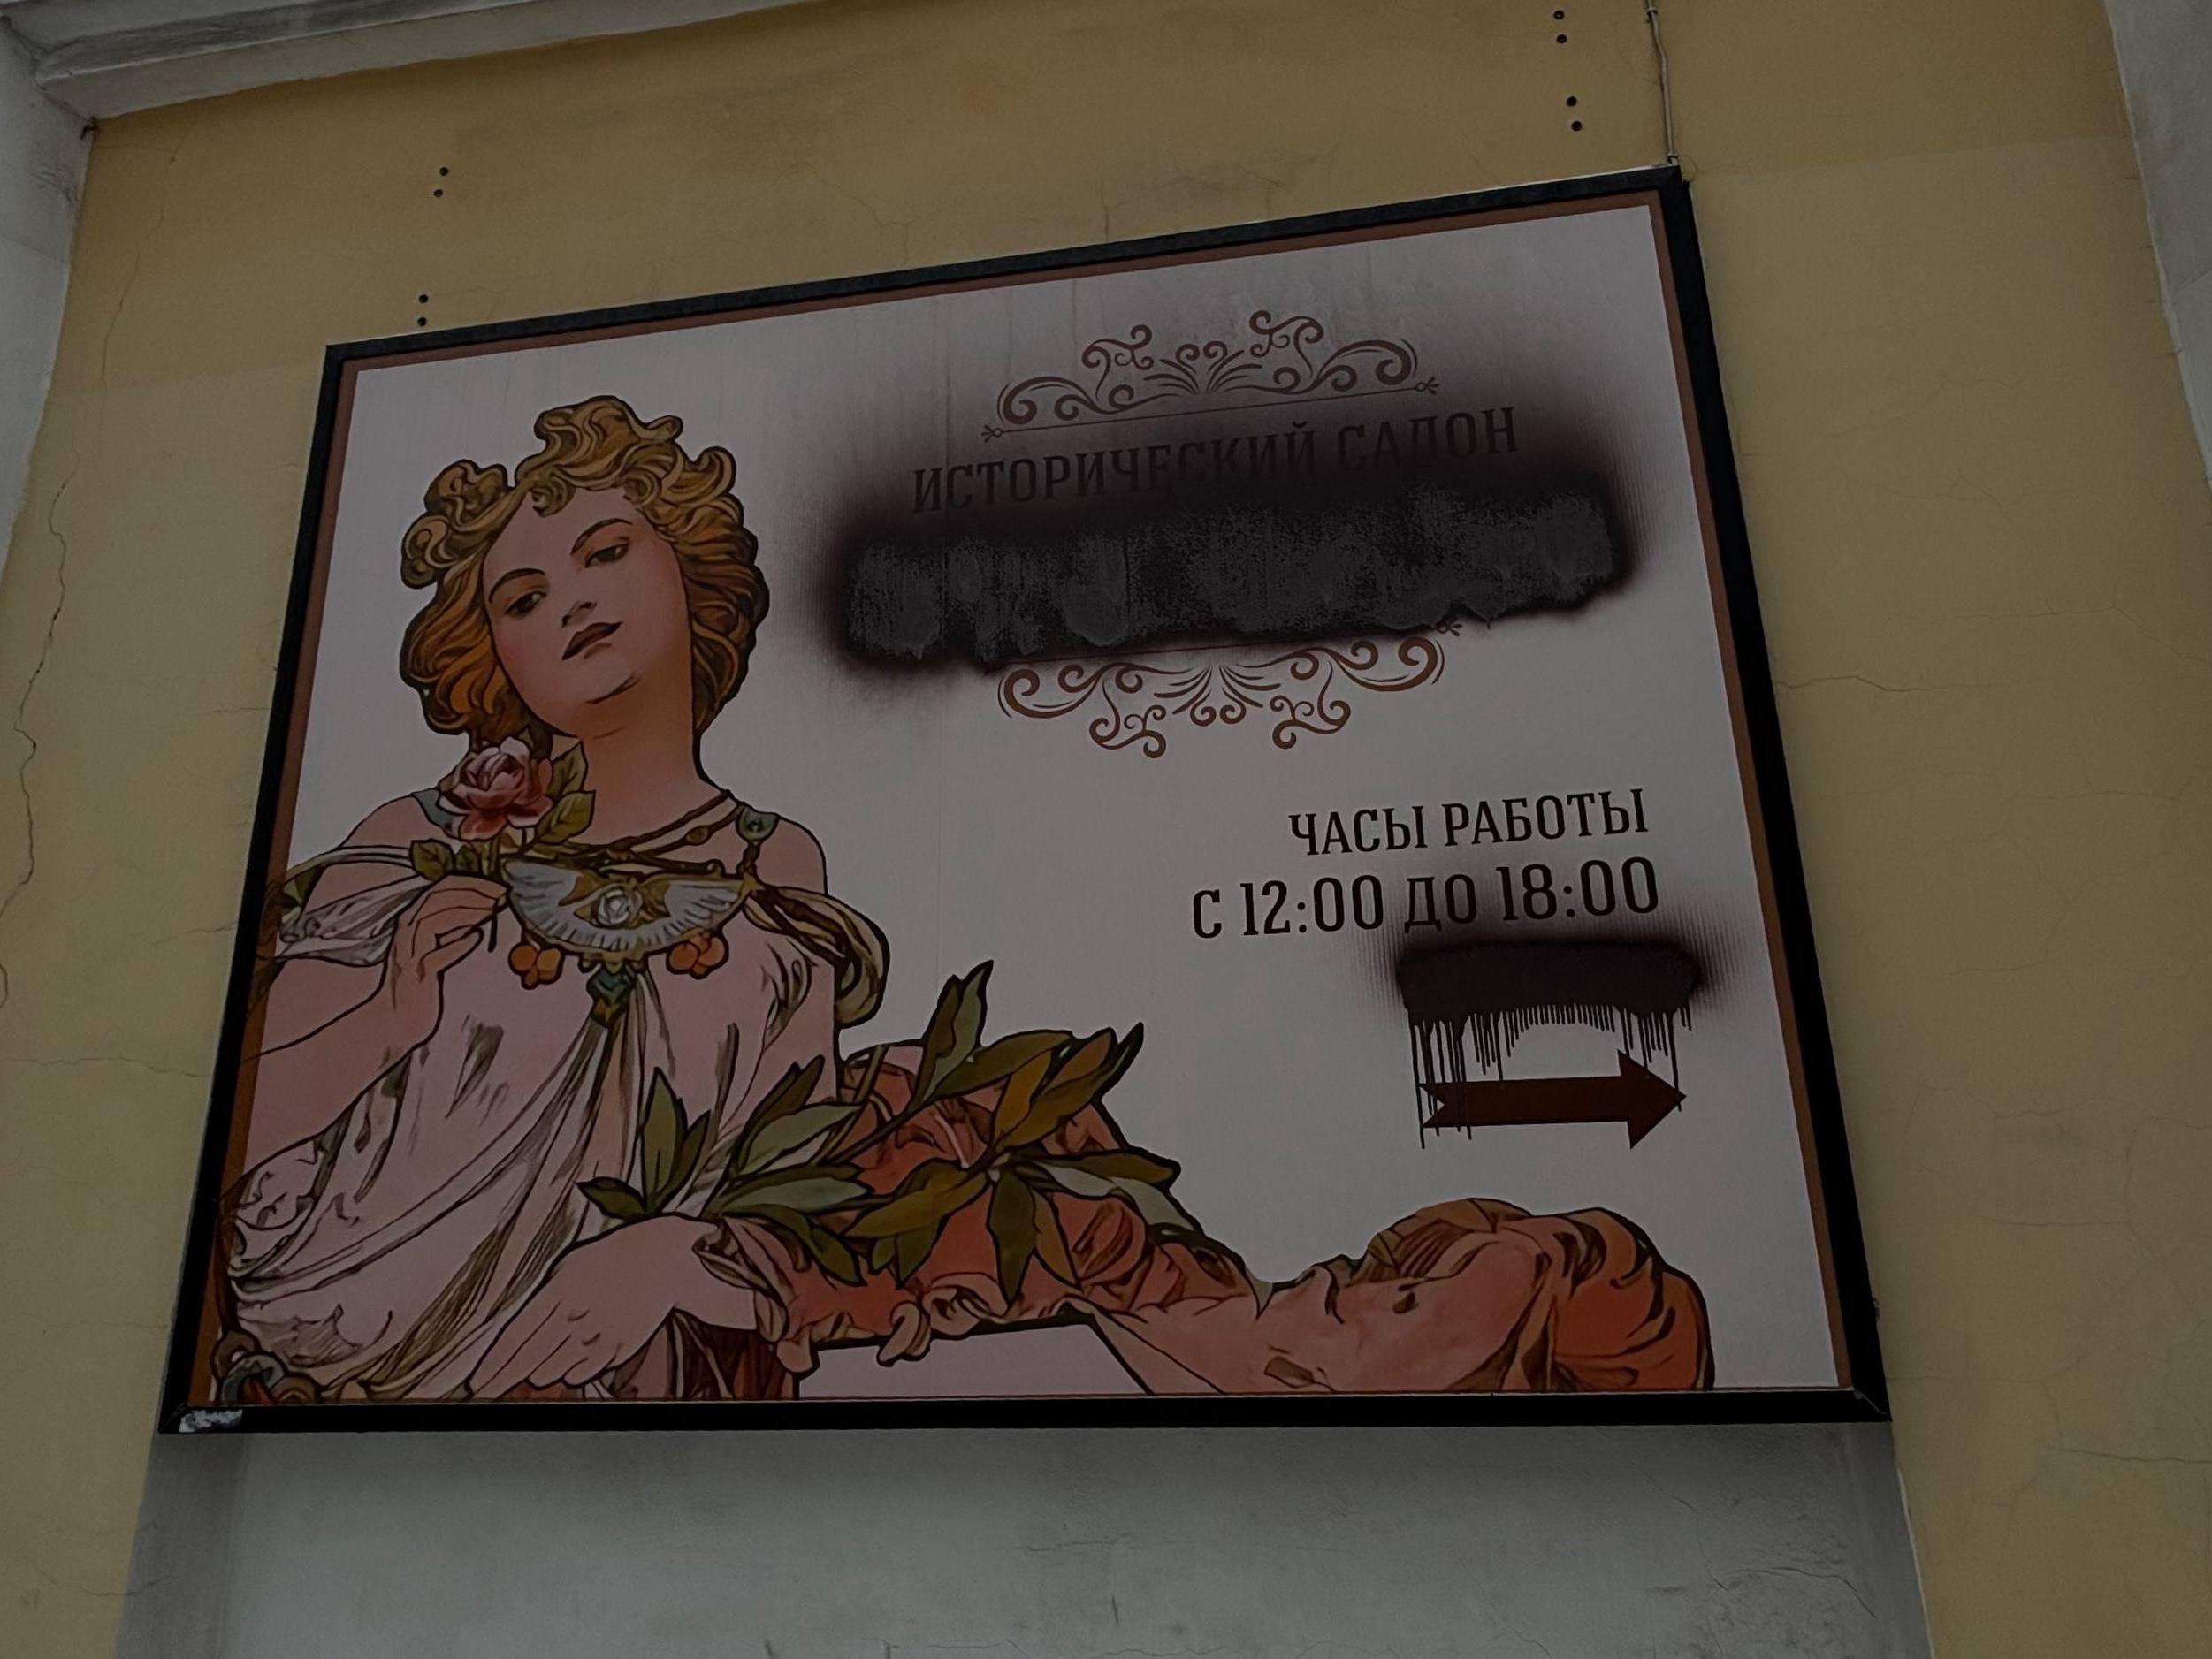 ИСТОРИЧЕСКИЙ САЛОН
ЧАСЫ РАБОТЫ
С 12:00 ДО 18:00